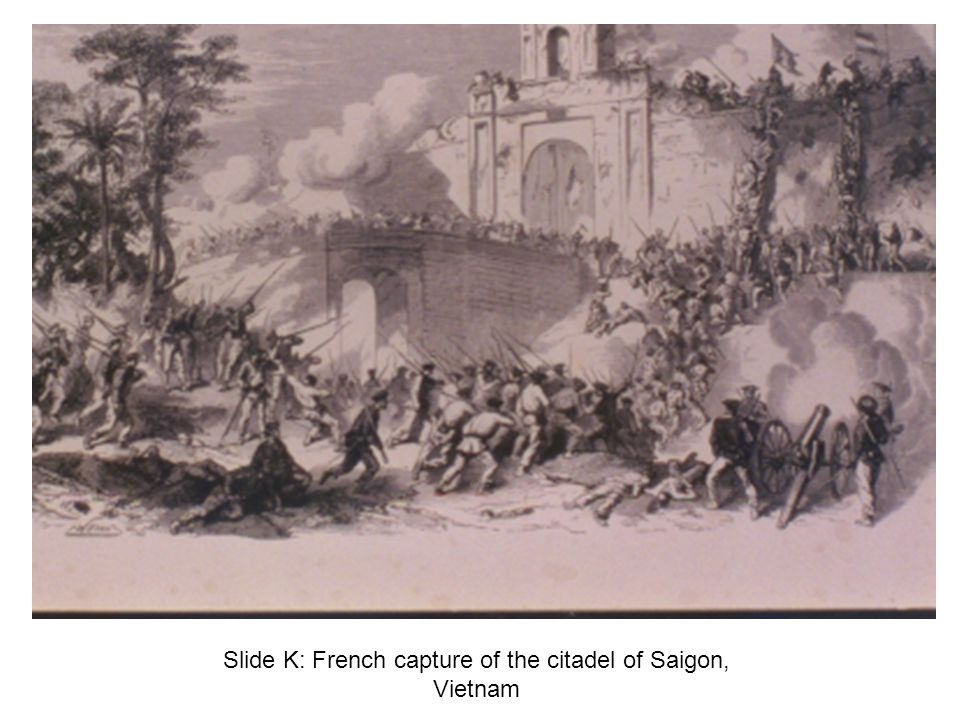 Slide K: French capture of the citadel of Saigon,
Vietnam